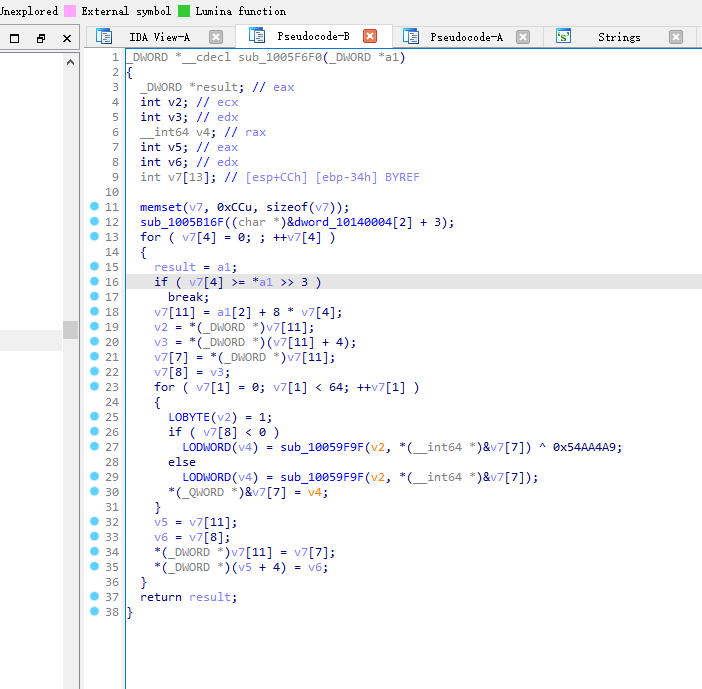 Unexplored External symbol Lumina function
IDA View-A Pseudocode-B Pseudocode-A Strings
1 _DWORD *__cdecl sub_1005F6F0(_DWORD *a1)
2 {
3 _DWORD *result; // eax
4 int v2; // ecx
5 int v3; // edx
6 __int64 v4; // rax
7 int v5; // eax
8 int v6; // edx
9 int v7[13]; // [esp+CCh] [ebp-34h] BYREF
10
11 memset(v7, 0xCCu, sizeof(v7));
12 sub_1005B16F((char *)&dword_10140004[2] + 3);
13 for ( v7[4] = 0; ; ++v7[4] )
14 {
15 result = a1;
16 if ( v7[4] >= *a1 >> 3 )
17 break;
18 v7[11] = a1[2] + 8 * v7[4];
19 v2 = *(_DWORD *)v7[11];
20 v3 = *(_DWORD *)(v7[11] + 4);
21 v7[7] = *(_DWORD *)v7[11];
22 v7[8] = v3;
23 for ( v7[1] = 0; v7[1] < 64; ++v7[1] )
24 {
25 LOBYTE(v2) = 1;
26 if ( v7[8] < 0 )
27 LODWORD(v4) = sub_10059F9F(v2, *(__int64 *)&v7[7]) ^ 0x54AA4A9;
28 else
29 LODWORD(v4) = sub_10059F9F(v2, *(__int64 *)&v7[7]);
30 *(_QWORD *)&v7[7] = v4;
31 }
32 v5 = v7[11];
33 v6 = v7[8];
34 *(_DWORD *)v7[11] = v7[7];
35 *(_DWORD *)(v5 + 4) = v6;
36 }
37 return result;
38 }